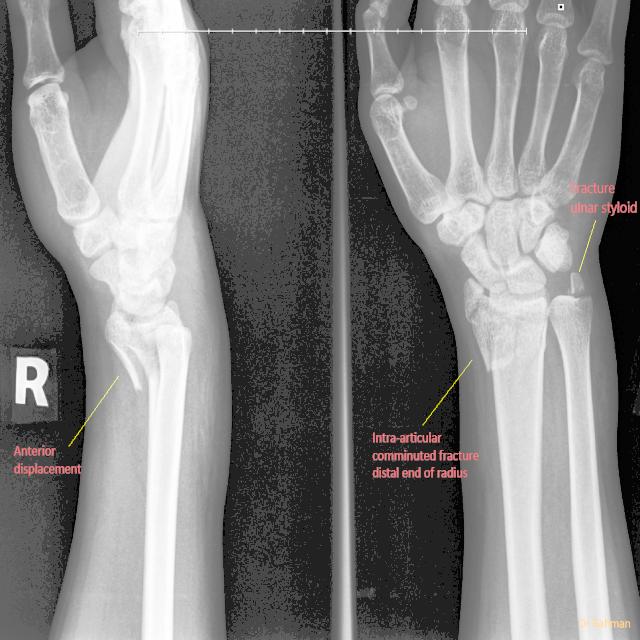 Fracture
ulnar styloid
R
Intra-articular
comminuted fracture
distal end of radius
Anterior
displacement